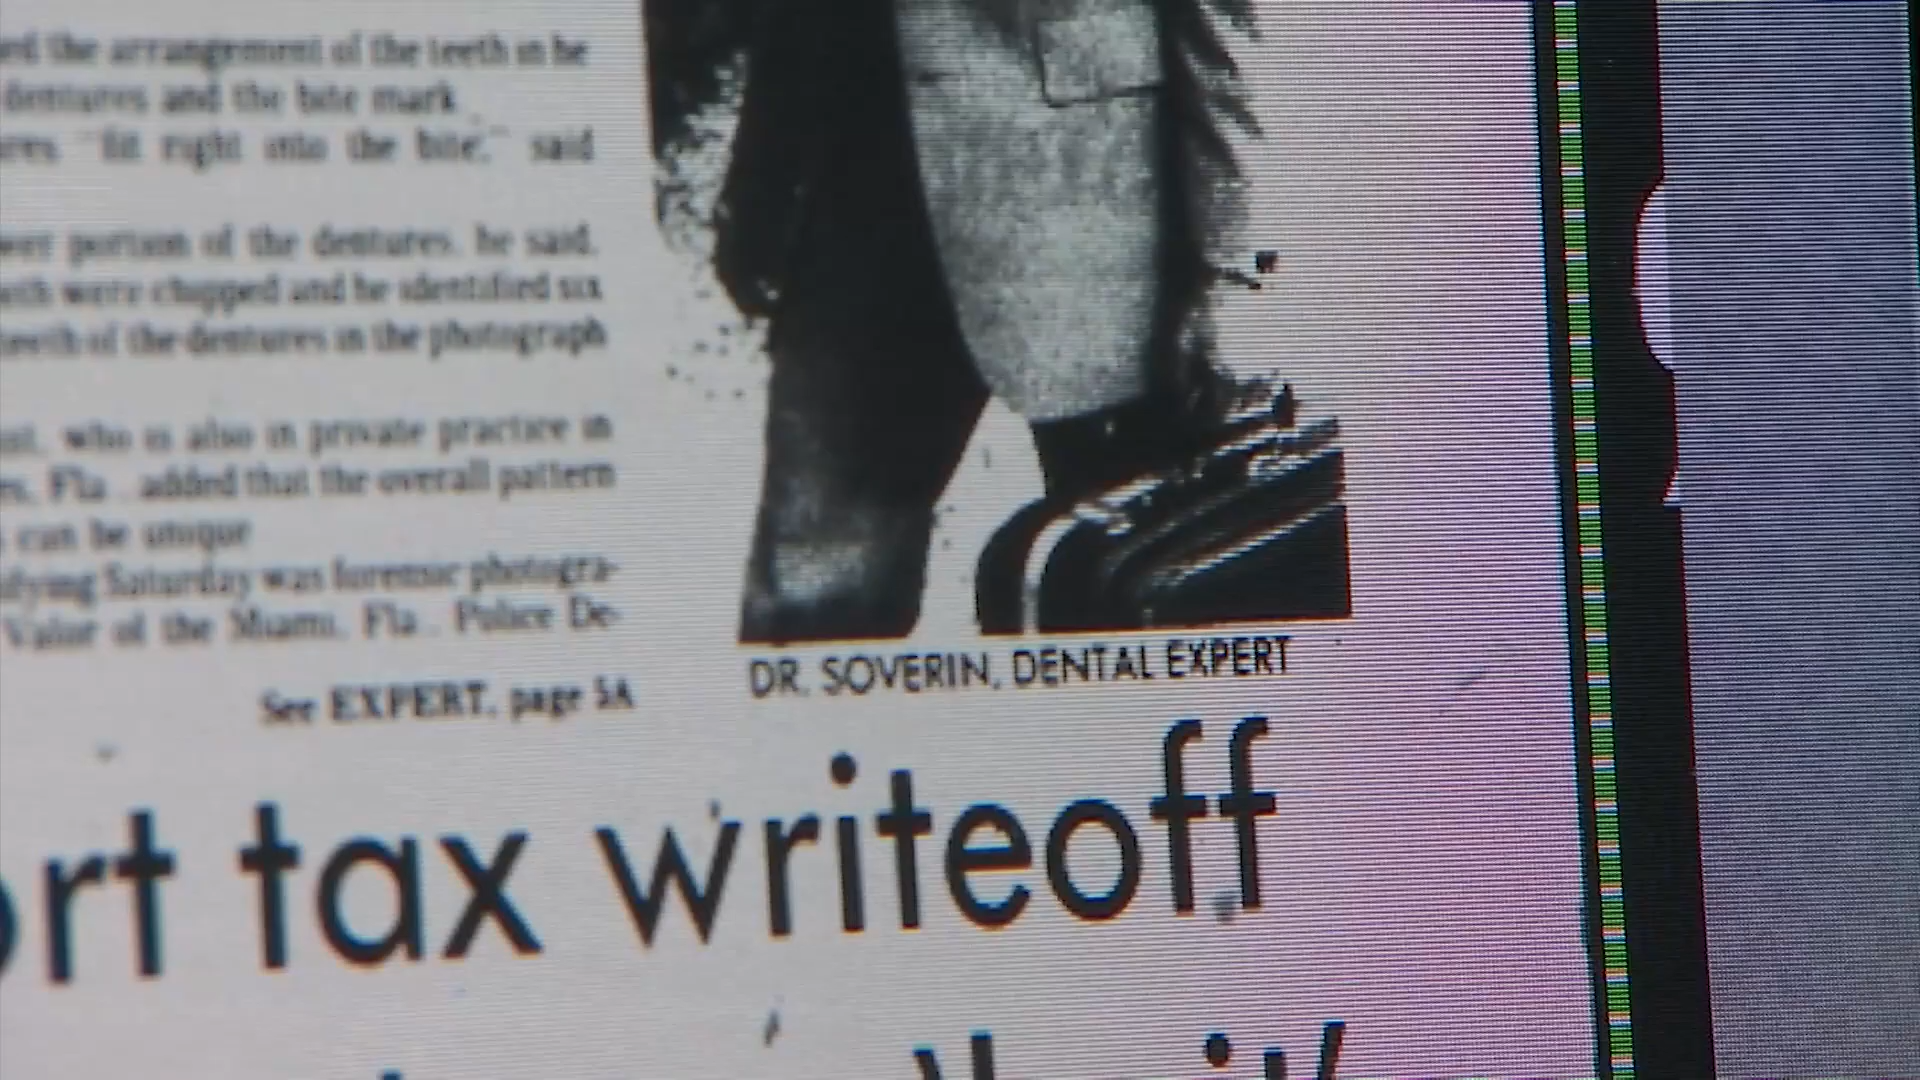 the arrangement of the teeth in he
dentures and the bite mark
"fit right into the bite," said
portion of the dentures, he said.
were chipped and he identified six
teeth of the dentures in the photograph
who is also in private practice in
Fla., added that the overall pattern
can be unique
Saturday was forensic photogra-
Value of the Miami, Fla., Police De-
See EXPERT, page 5A
DR. SOVERIN, DENTAL EXPERT
ort tax writeoff